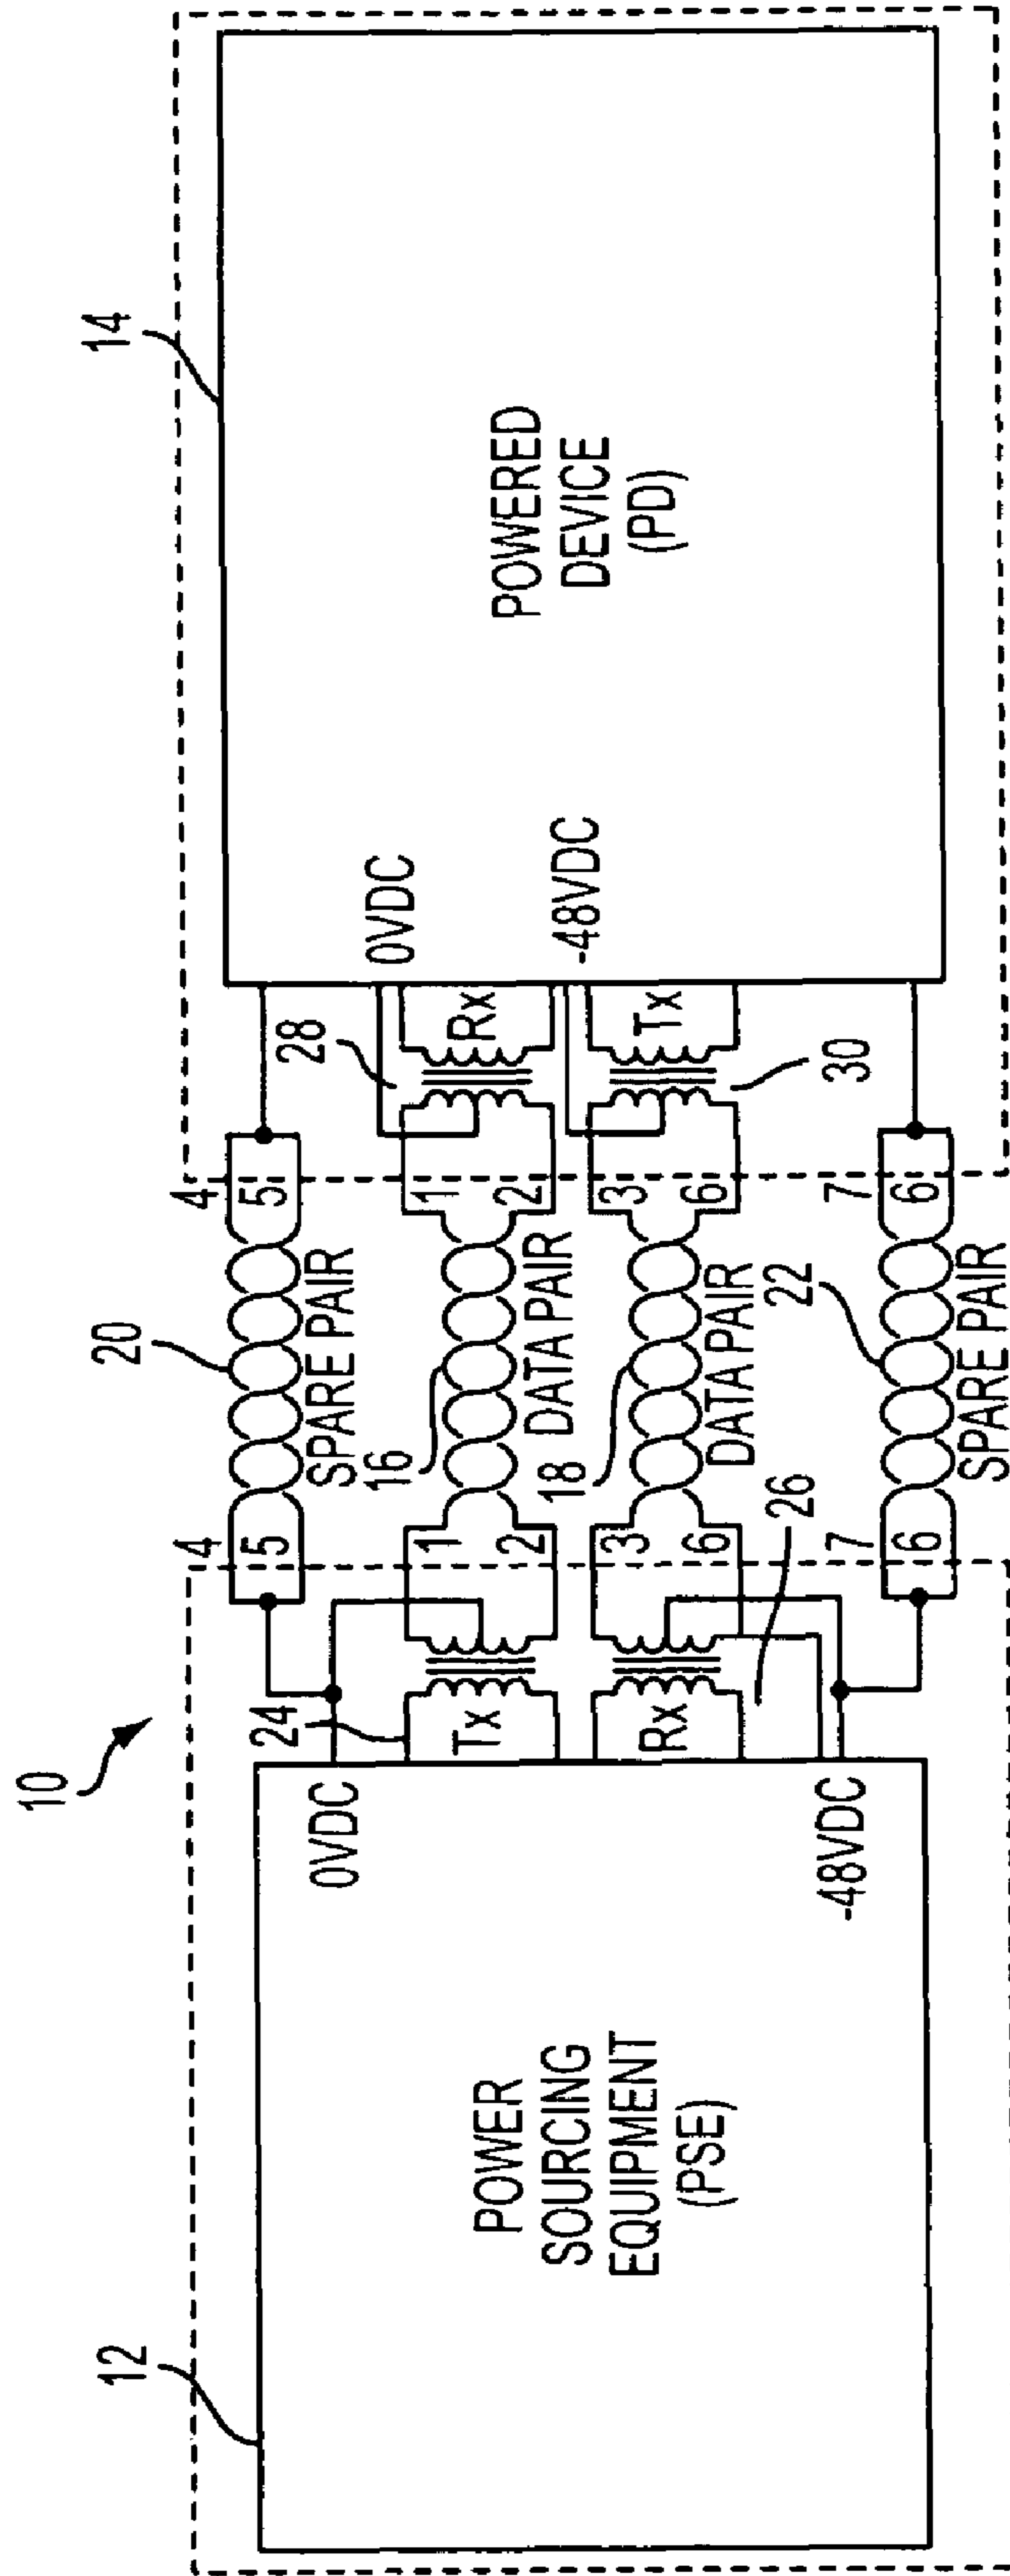 10
12
14
POWER
SOURCING
EQUIPMENT
(PSE)
0VDC
-48VDC
24
Tx
Rx
26
4
5
1
2
3
6
7
6
20
SPARE PAIR
16
DATA PAIR
18
DATA PAIR
22
SPARE PAIR
4
5
1
2
3
6
7
6
28
Rx
Tx
30
0VDC
-48VDC
POWERED
DEVICE
(PD)